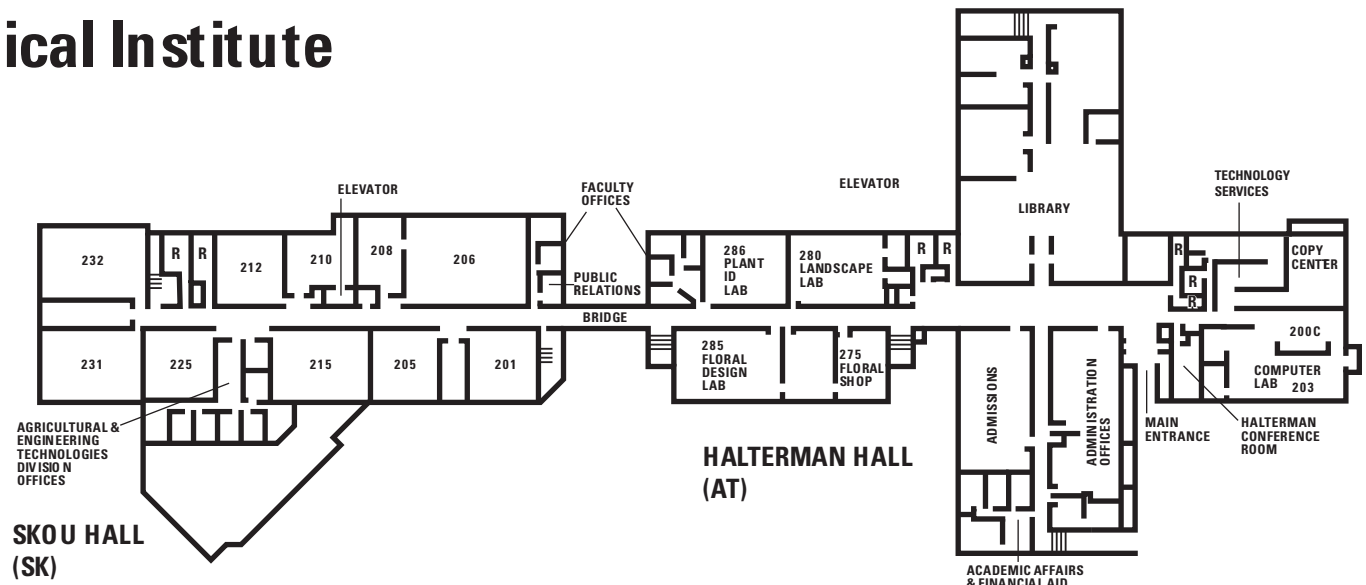 ical Institute
ELEVATOR
FACULTY
OFFICES
ELEVATOR
TECHNOLOGY
SERVICES
LIBRARY
232
R
R
212
210
208
206
PUBLIC
RELATIONS
286
PLANT
ID
LAB
280
LANDSCAPE
LAB
R
R
R
R
R
COPY
CENTER
BRIDGE
231
225
215
205
201
285
FLORAL
DESIGN
LAB
275
FLORAL
SHOP
ADMISSIONS
ADMINISTRATION
OFFICES
200C
COMPUTER
LAB 203
MAIN
ENTRANCE
HALTERMAN
CONFERENCE
ROOM
AGRICULTURAL &
ENGINEERING
TECHNOLOGIES
DIVISION
OFFICES
HALTERMAN HALL
(AT)
SKOU HALL
(SK)
ACADEMIC AFFAIRS
& FINANCIAL AID